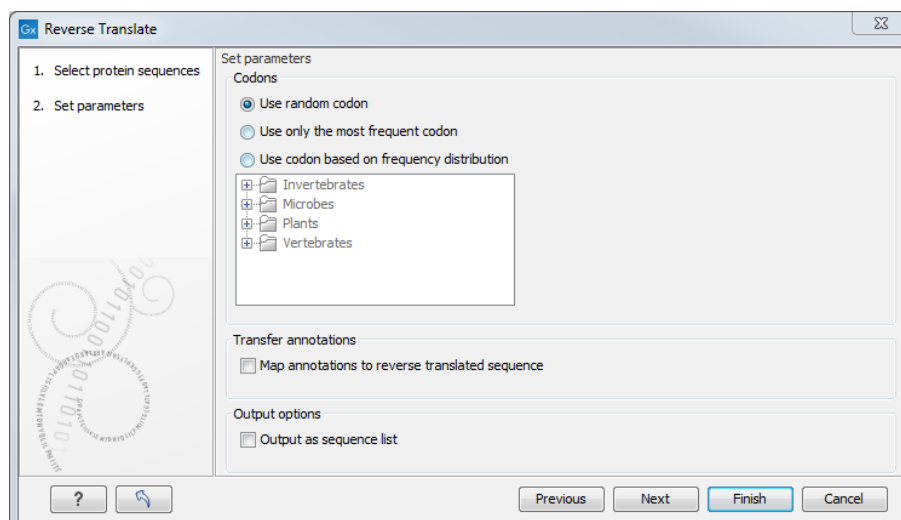 Gx Reverse Translate
1. Select protein sequences
2. Set parameters
Set parameters
Codons
Use random codon
Use only the most frequent codon
Use codon based on frequency distribution
Invertebrates
Microbes
Plants
Vertebrates
Transfer annotations
Map annotations to reverse translated sequence
Output options
Output as sequence list
?
Previous
Next
Finish
Cancel